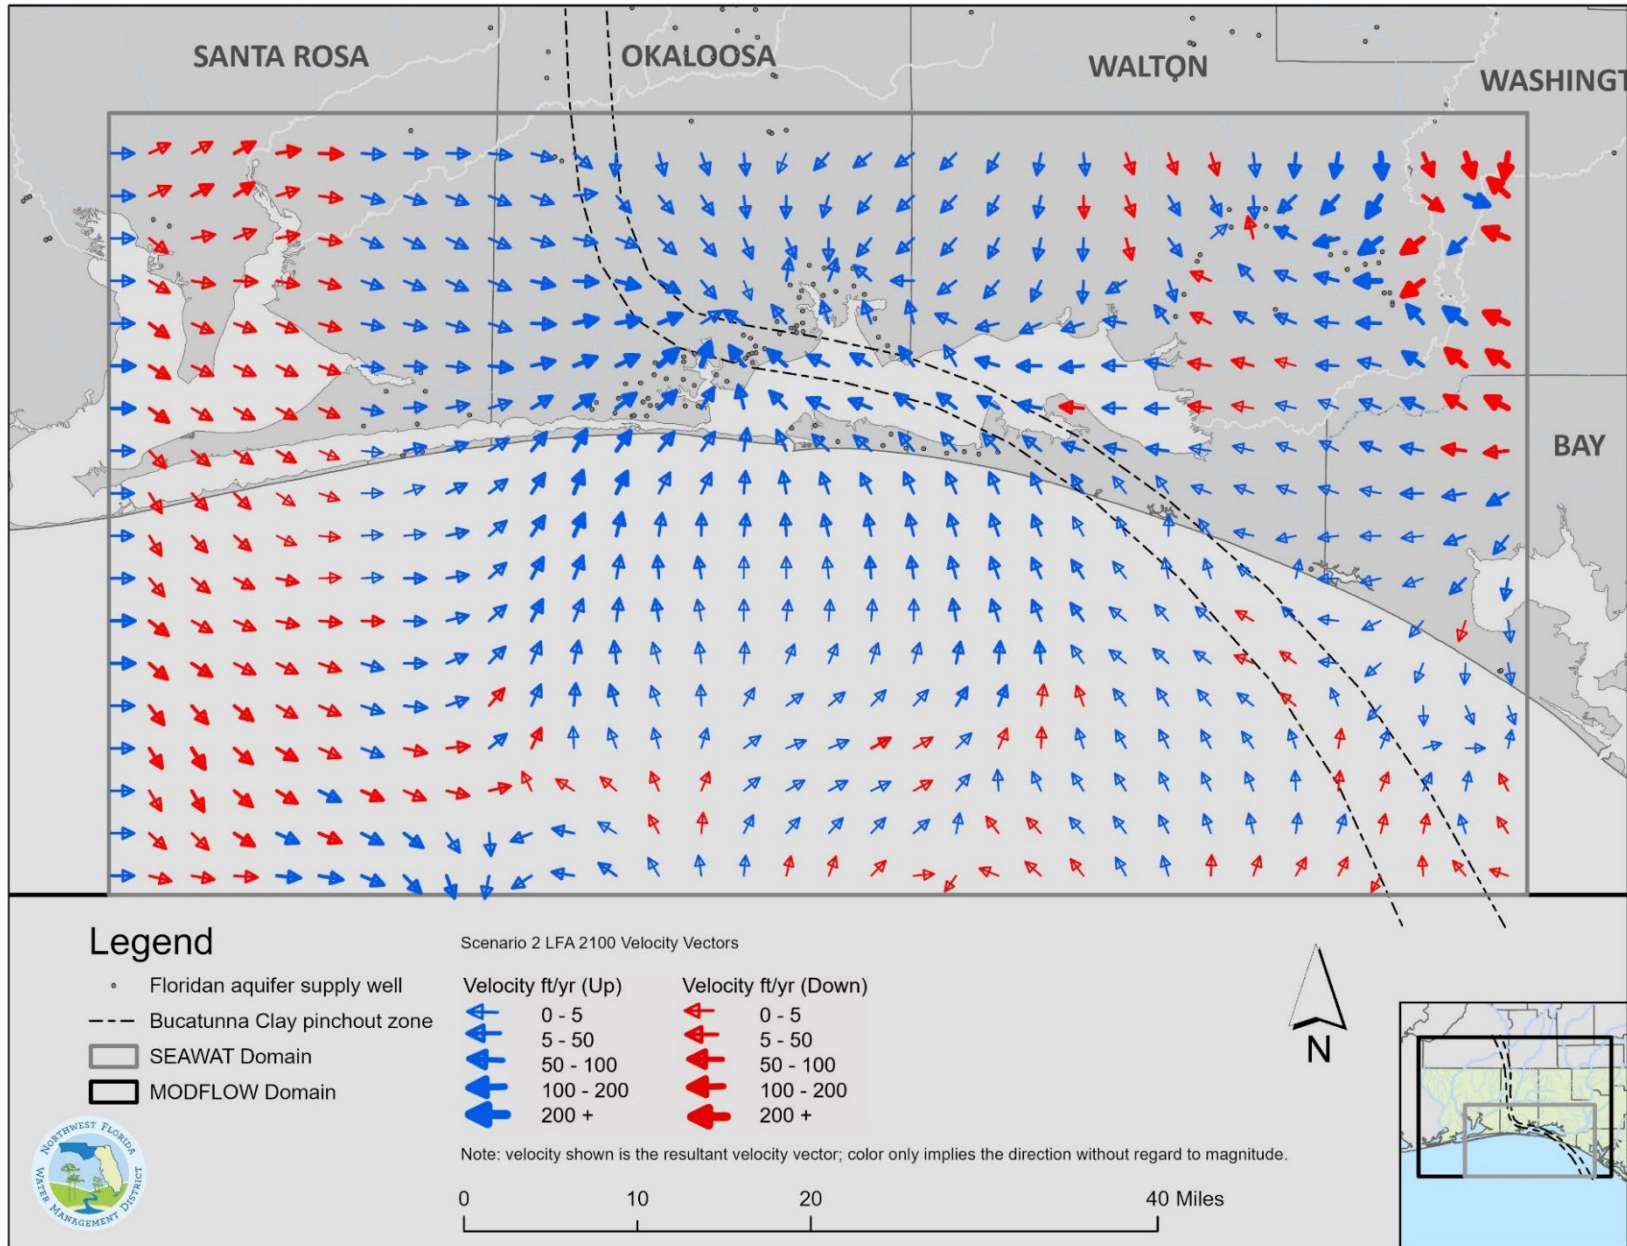 SANTA ROSA
OKALOOSA
WALTON
WASHINGT
BAY
Legend
Floridan aquifer supply well
Bucatunna Clay pinchout zone
SEAWAT Domain
MODFLOW Domain
Scenario 2 LFA 2100 Velocity Vectors
Velocity ft/yr (Up)
0 - 5
5 - 50
50 - 100
100 - 200
200 +
Velocity ft/yr (Down)
0 - 5
5 - 50
50 - 100
100 - 200
200 +
Note: velocity shown is the resultant velocity vector; color only implies the direction without regard to magnitude.
0 10 20 40 Miles
N
NORTHWEST FLORIDA
WATER MANAGEMENT DISTRICT